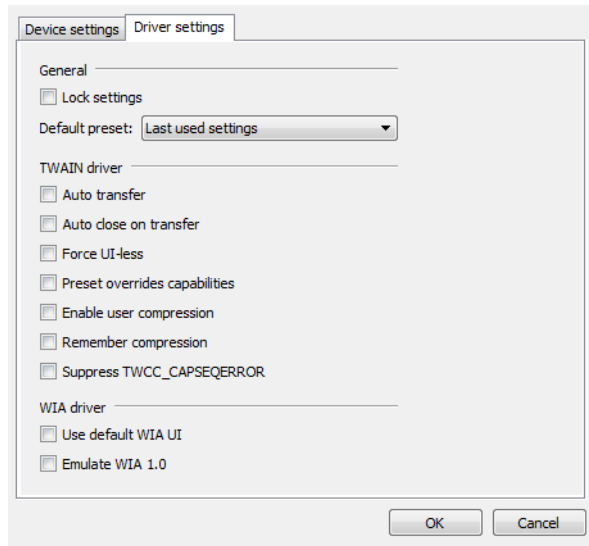 Device settings Driver settings
General
Lock settings
Default preset: Last used settings
TWAIN driver
Auto transfer
Auto close on transfer
Force UI-less
Preset overrides capabilities
Enable user compression
Remember compression
Suppress TWCC_CAPSEQERROR
WIA driver
Use default WIA UI
Emulate WIA 1.0
OK Cancel